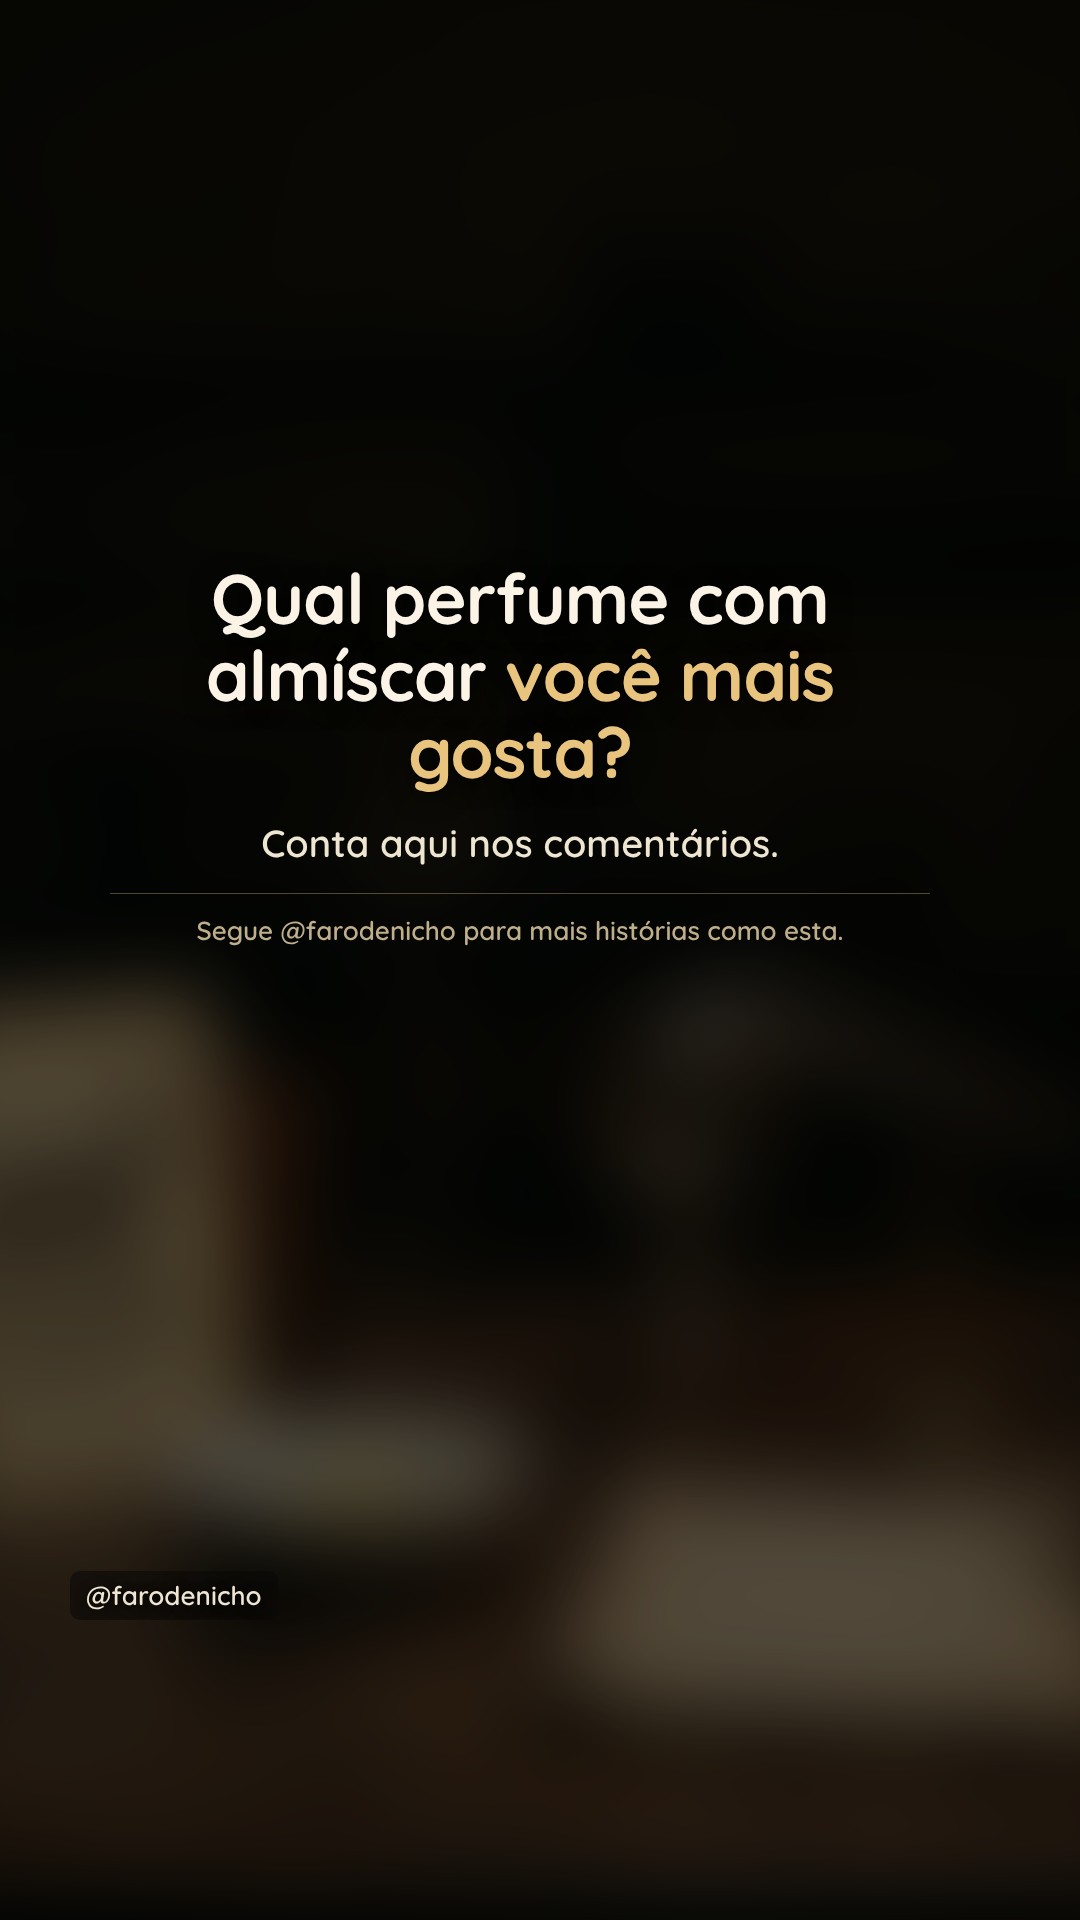 Qual perfume com
almíscar você mais
gosta?
Conta aqui nos comentários.
Segue @farodenicho para mais histórias como esta.
@farodenicho